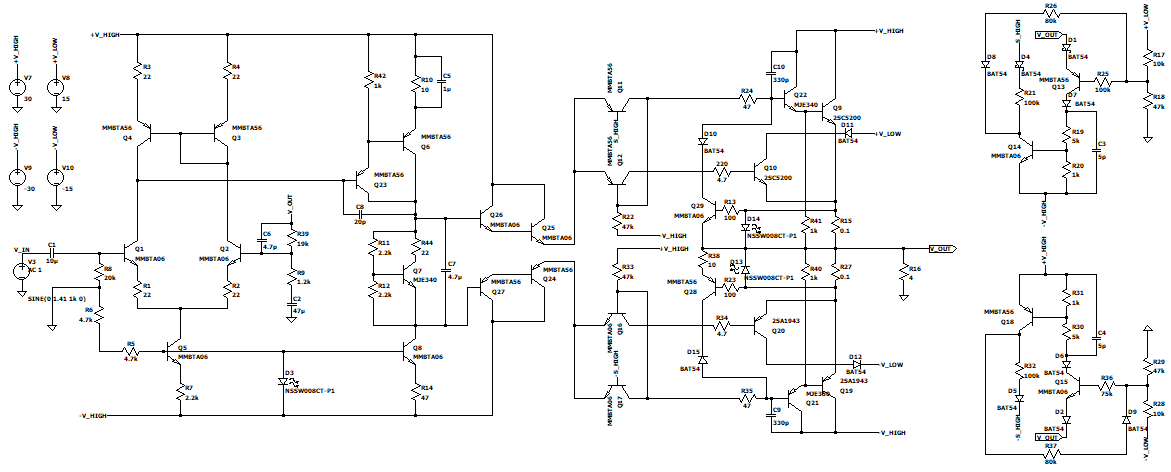 +V_HIGH
V7
30
+V_LOW
V8
15
-V_HIGH
V9
-30
-V_LOW
V10
-15
+V_HIGH
R3
22
R4
22
R42
1k
R10
10
C5
1µ
MMBTA56
Q4
MMBTA56
Q3
MMBTA56
Q6
MMBTA56
Q23
C8
20p
V_OUT
C6
4.7p
R39
19k
R11
2.2k
R44
22
Q26
MMBTA06
Q25
MMBTA06
V_IN
C1
10µ
V3
AC 1
SINE(0 1.41 1k 0)
R8
20k
Q1
MMBTA06
Q2
MMBTA06
R9
1.2k
C2
47µ
Q7
MJE340
C7
4.7µ
R12
2.2k
MMBTA56
Q27
MMBTA56
Q24
R1
22
R2
22
R6
4.7k
R5
4.7k
Q5
MMBTA06
Q8
MMBTA06
D3
NSSW008CT-P1
R7
2.2k
R14
47
-V_HIGH
MMBTA56
Q11
S_HIGH
MMBTA56
Q12
R22
47k
-V_HIGH
+V_HIGH
R33
47k
MMBTA06
Q16
-S_HIGH
MMBTA06
Q17
C10
330p
+V_HIGH
R24
47
Q22
MJE340
Q9
2SC5200
D11
BAT54
+V_LOW
D10
BAT54
220
4.7
Q10
2SC5200
Q29
MMBTA06
R13
100
D14
NSSW008CT-P1
R41
1k
R15
0.1
V_OUT
R38
10
D13
NSSW008CT-P1
MMBTA56
Q28
R23
100
R40
1k
R27
0.1
R16
4
R34
4.7
2SA1943
Q20
D15
BAT54
D12
BAT54
-V_LOW
2SA1943
Q19
R35
47
MJE350
Q21
C9
330p
-V_HIGH
R26
80k
+V_LOW
S_HIGH
V_OUT
D1
BAT54
D8
BAT54
D4
BAT54
MMBTA56
Q13
R25
100k
R17
10k
R21
100k
D7
BAT54
R18
47k
Q14
MMBTA06
R19
5k
C3
5p
R20
1k
-V_HIGH
+V_HIGH
MMBTA56
Q18
R31
1k
R30
5k
C4
5p
R32
100k
D6
BAT54
Q15
MMBTA06
R36
75k
R29
47k
D5
BAT54
-S_HIGH
D2
BAT54
V_OUT
D9
BAT54
R28
10k
R37
80k
-V_LOW